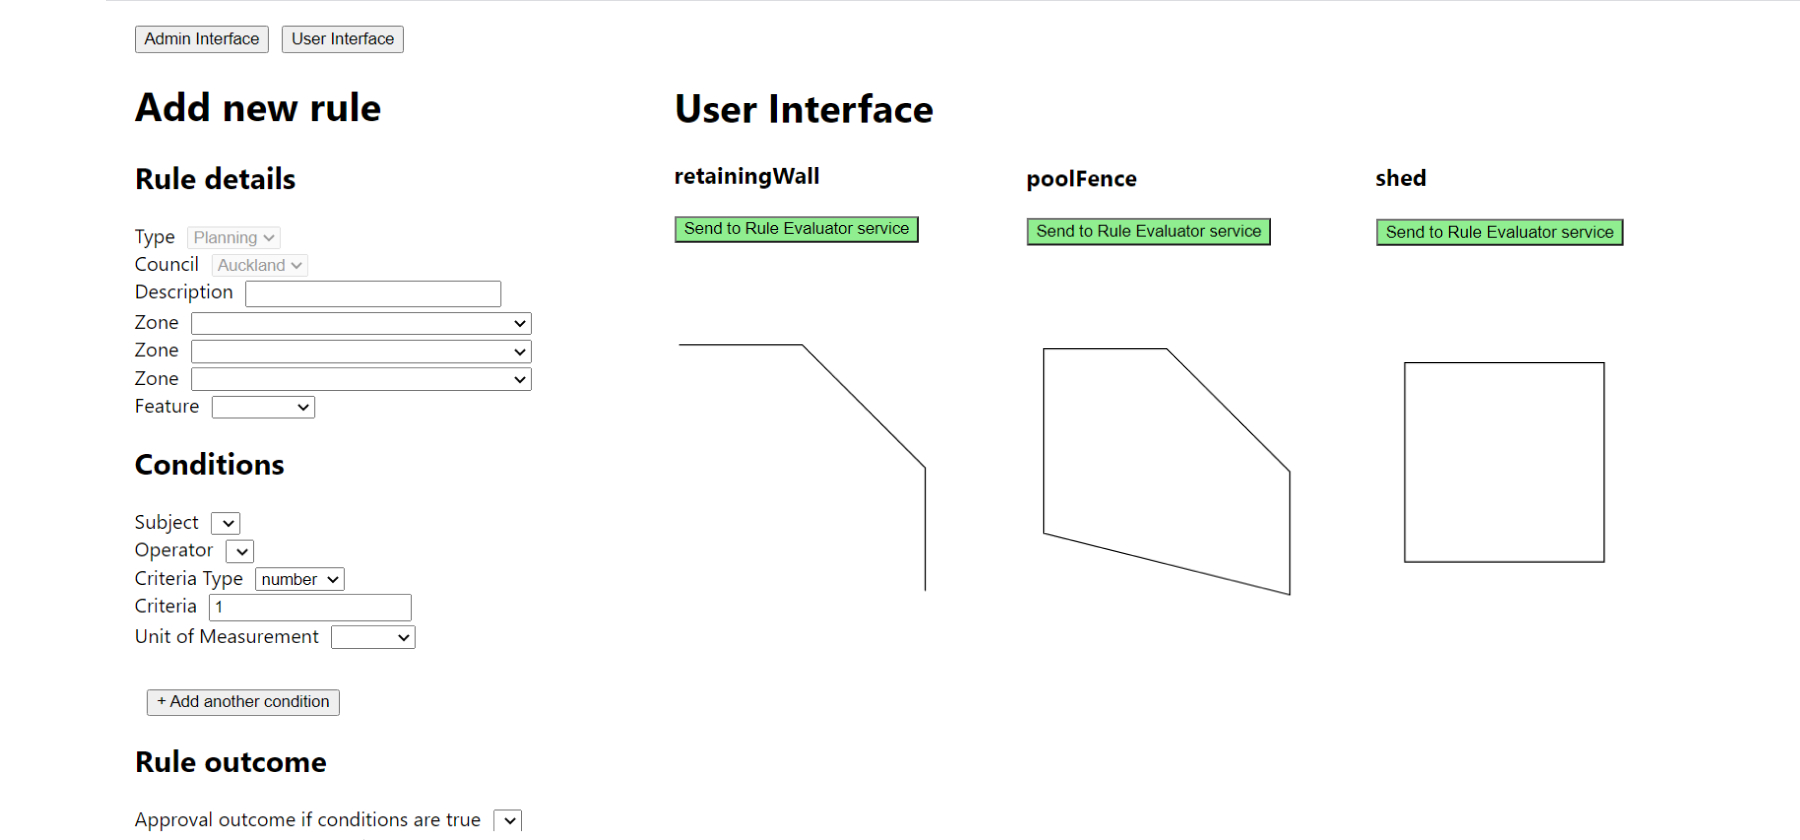 Admin Interface User Interface
Add new rule
Rule details
Type Planning
Council Auckland
Description
Zone
Zone
Zone
Feature
Conditions
Subject
Operator
Criteria Type number
Criteria 1
Unit of Measurement
+ Add another condition
Rule outcome
Approval outcome if conditions are true
User Interface
retainingWall
Send to Rule Evaluator service
poolFence
Send to Rule Evaluator service
shed
Send to Rule Evaluator service